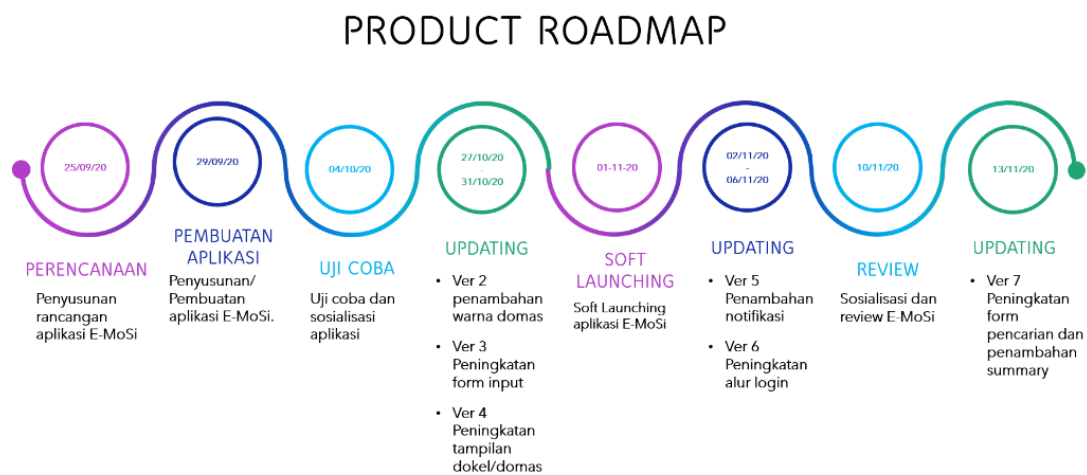 PRODUCT ROADMAP
25/09/20
PERENCANAAN
Penyusunan
rancangan
aplikasi E-MoSi
29/09/20
PEMBUATAN
APLIKASI
Penyusunan/
Pembuatan
aplikasi E-MoSi.
04/10/20
UJI COBA
Uji coba dan
sosialisasi
aplikasi
27/10/20
-
31/10/20
UPDATING
• Ver 2
penambahan
warna domas
• Ver 3
Peningkatan
form input
• Ver 4
Peningkatan
tampilan
dokel/domas
01-11-20
SOFT
LAUNCHING
Soft Launching
aplikasi E-MoSi
02/11/20
-
06/11/20
UPDATING
• Ver 5
Penambahan
notifikasi
• Ver 6
Peningkatan
alur login
10/11/20
REVIEW
Sosialisasi dan
review E-MoSi
13/11/20
UPDATING
• Ver 7
Peningkatan
form
pencarian dan
penambahan
summary